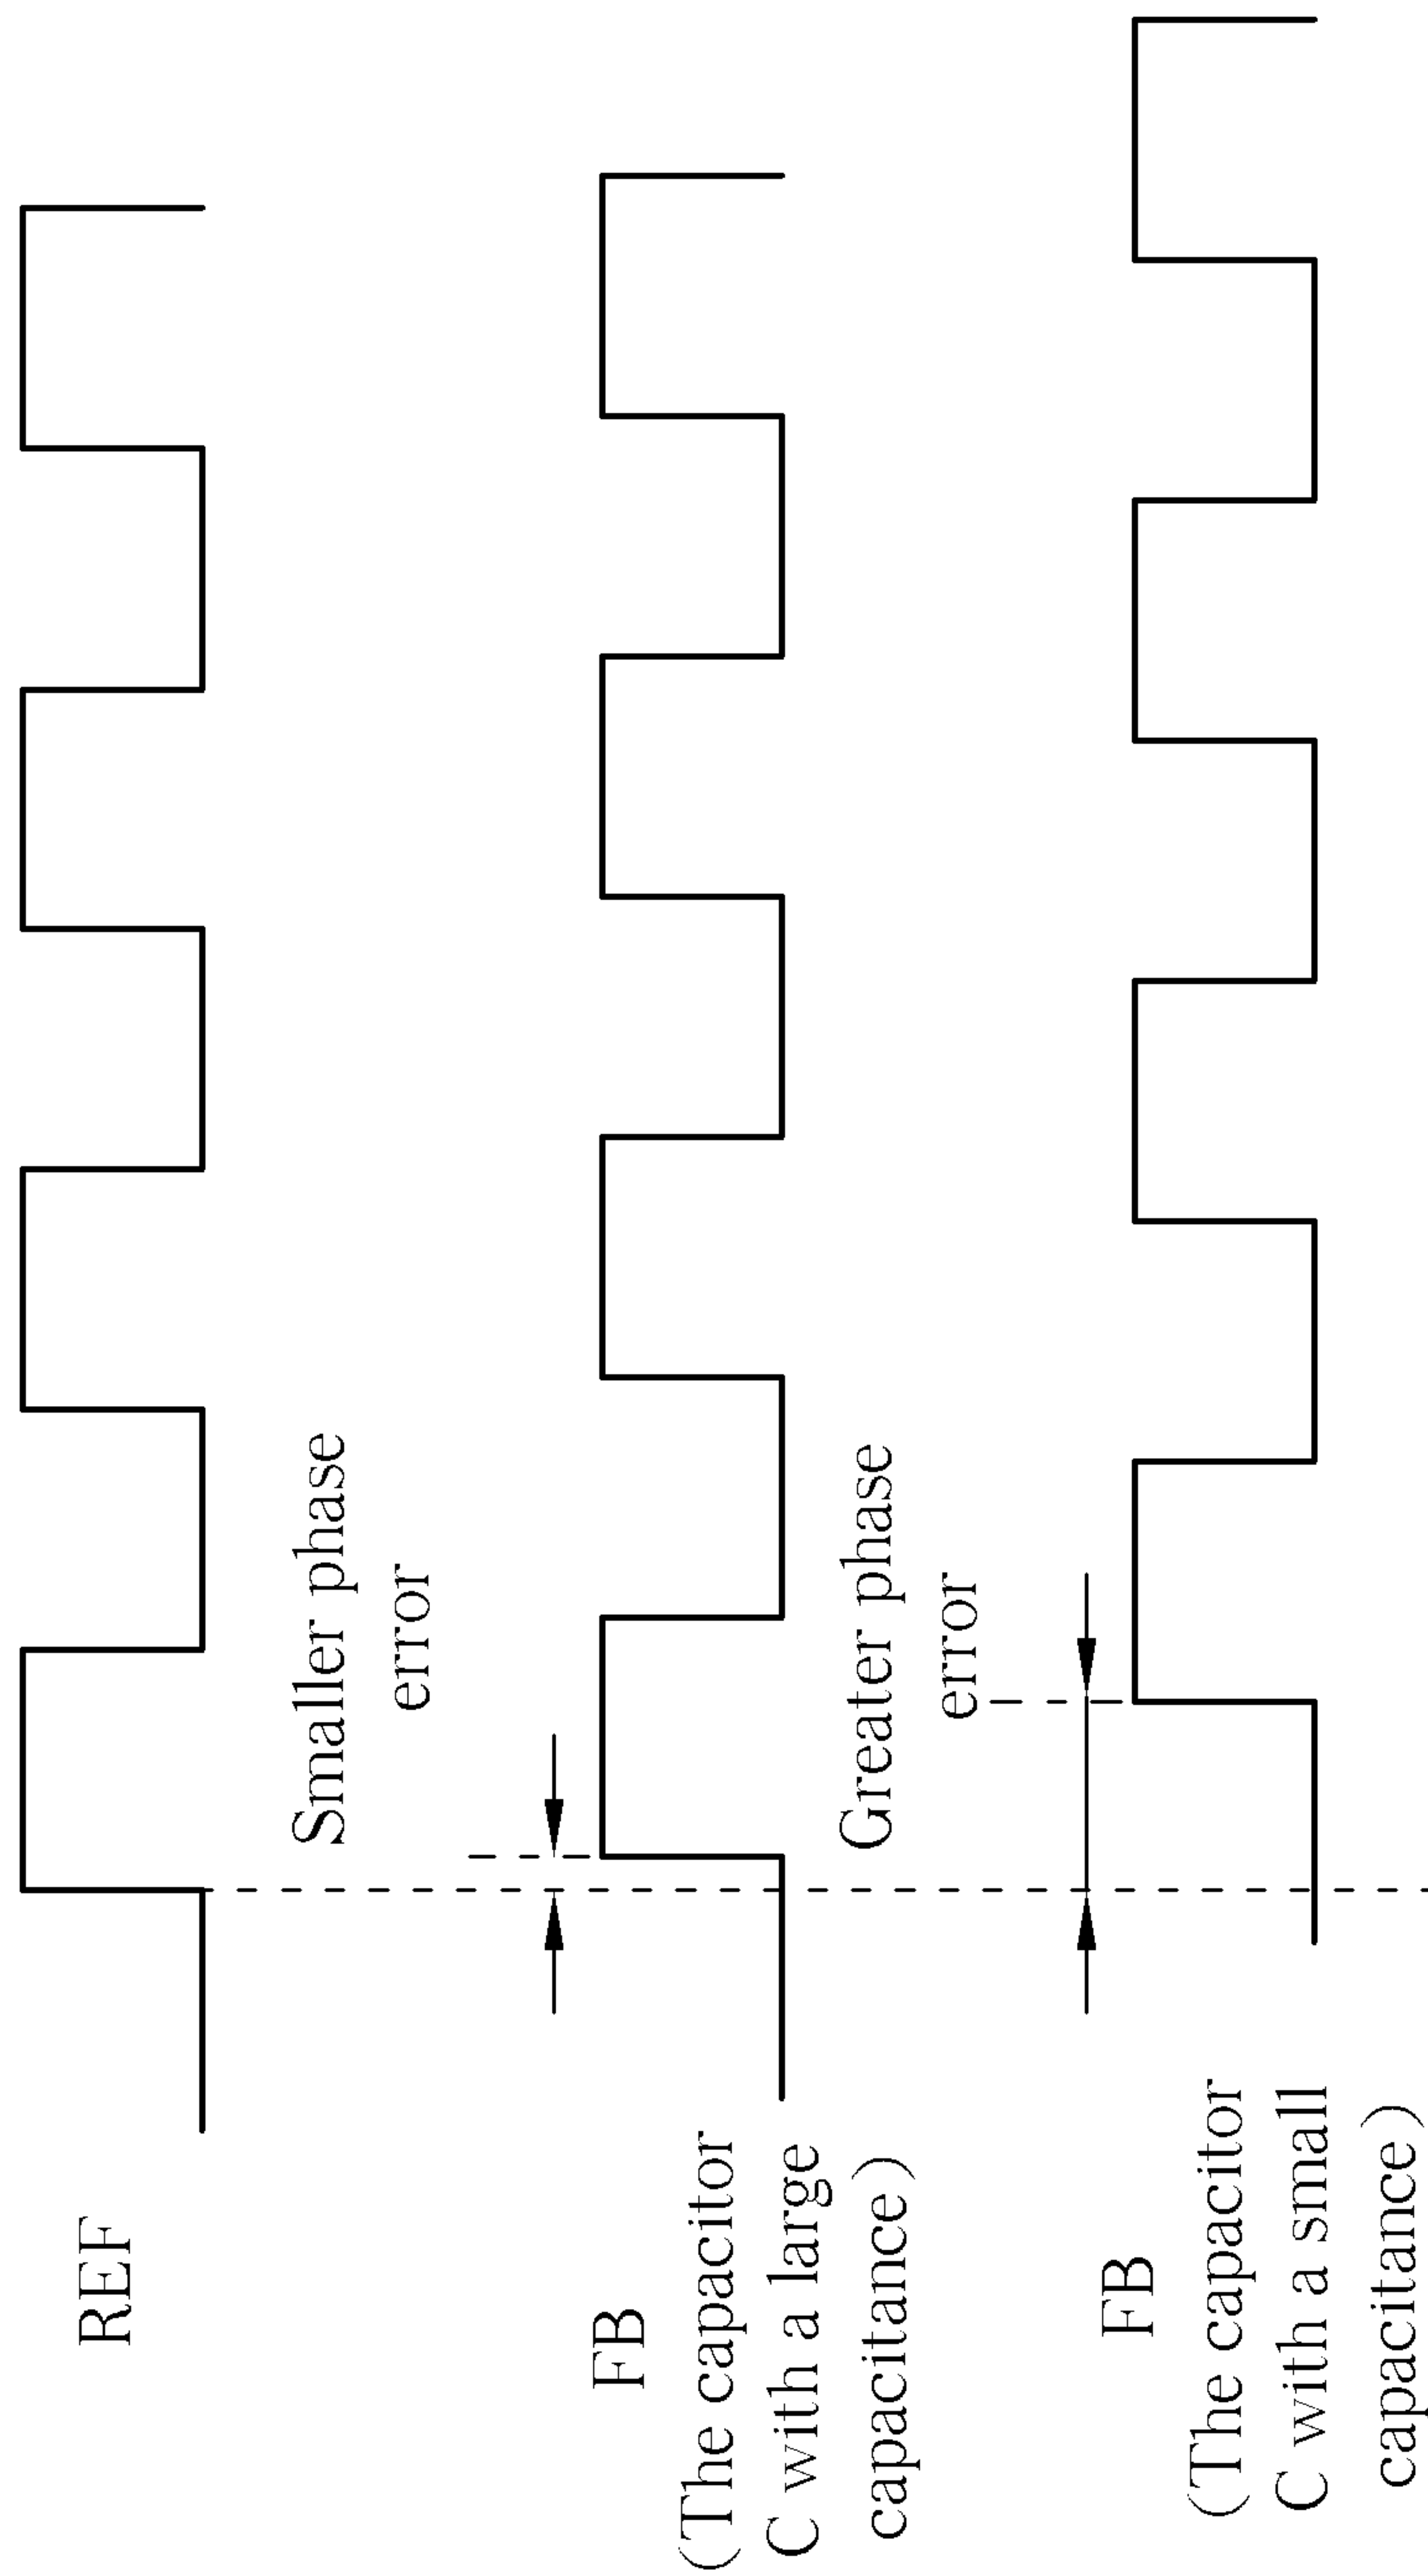 REF
Smaller phase
error
FB
(The capacitor
C with a large
capacitance)
Greater phase
error
FB
(The capacitor
C with a small
capacitance)